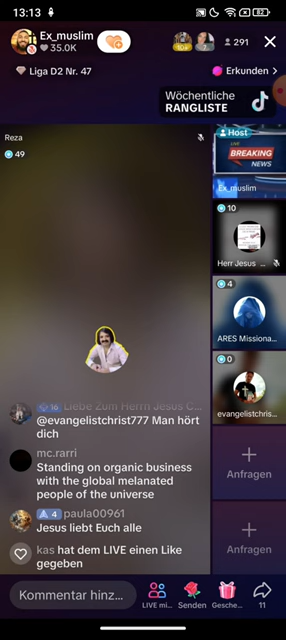 13:13
82
Ex_muslim
35.0K
291
Liga D2 Nr. 47
Erkunden >
Wöchentliche
RANGLISTE
Reza
49
Host
LIVE
BREAKING
NEWS
Ex_muslim
10
Herr Jesus ...
4
ARES Missiona...
0
evangelistchris...
Anfragen
Anfragen
16 Liebe Zum Herrn Jesus C...
@evangelistchrist777 Man hört
dich
mc.rarri
Standing on organic business
with the global melanated
people of the universe
4 paula00961
Jesus liebt Euch alle
kas hat dem LIVE einen Like
gegeben
Kommentar hinz...
LIVE mi...
Senden
Gesche...
11